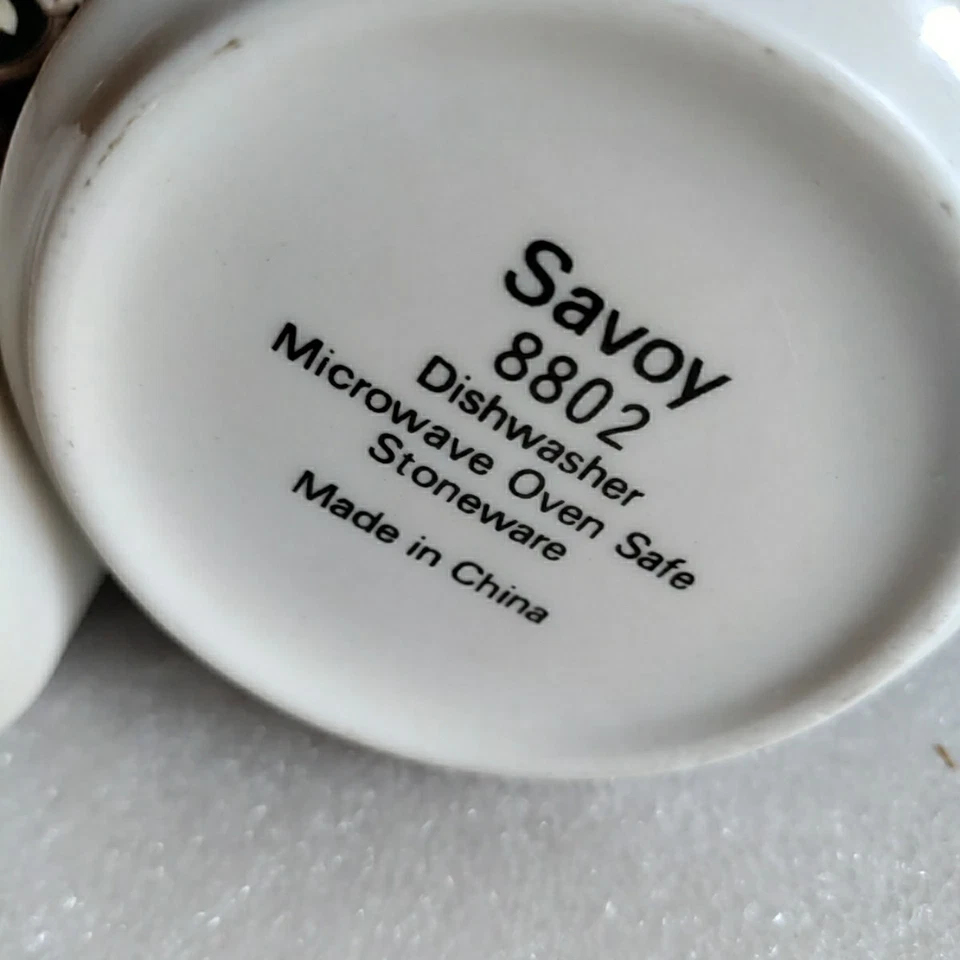 Savoy
8802
Dishwasher
Microwave Oven Safe
Stoneware
Made in China